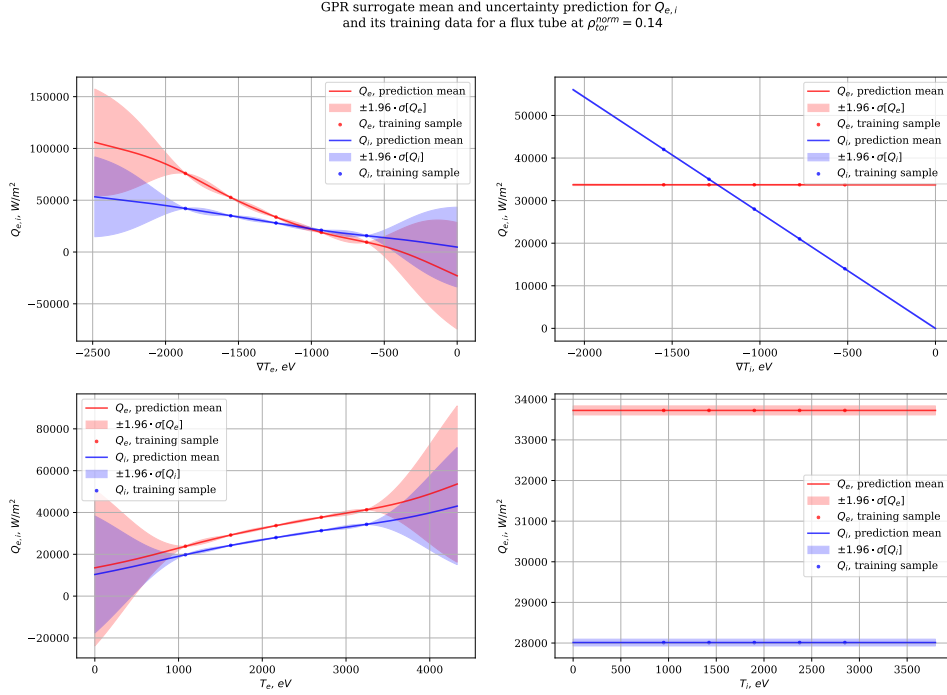 GPR surrogate mean and uncertainty prediction for Q_{e,i}
and its training data for a flux tube at ρ_{tor}^{norm} = 0.14
150000
100000
50000
0
−50000
Q_{e,i}, W/m²
−2500 −2000 −1500 −1000 −500 0
∇T_e, eV
Q_e, prediction mean
±1.96•σ[Q_e]
Q_e, training sample
Q_i, prediction mean
±1.96•σ[Q_i]
Q_i, training sample
50000
40000
30000
20000
10000
0
Q_{e,i}, W/m²
−2000 −1500 −1000 −500 0
∇T_i, eV
Q_e, prediction mean
±1.96•σ[Q_e]
Q_e, training sample
Q_i, prediction mean
±1.96•σ[Q_i]
Q_i, training sample
80000
60000
40000
20000
0
−20000
Q_{e,i}, W/m²
0 1000 2000 3000 4000
T_e, eV
Q_e, prediction mean
±1.96•σ[Q_e]
Q_e, training sample
Q_i, prediction mean
±1.96•σ[Q_i]
Q_i, training sample
34000
33000
32000
31000
30000
29000
28000
Q_{e,i}, W/m²
0 500 1000 1500 2000 2500 3000 3500
T_i, eV
Q_e, prediction mean
±1.96•σ[Q_e]
Q_e, training sample
Q_i, prediction mean
±1.96•σ[Q_i]
Q_i, training sample